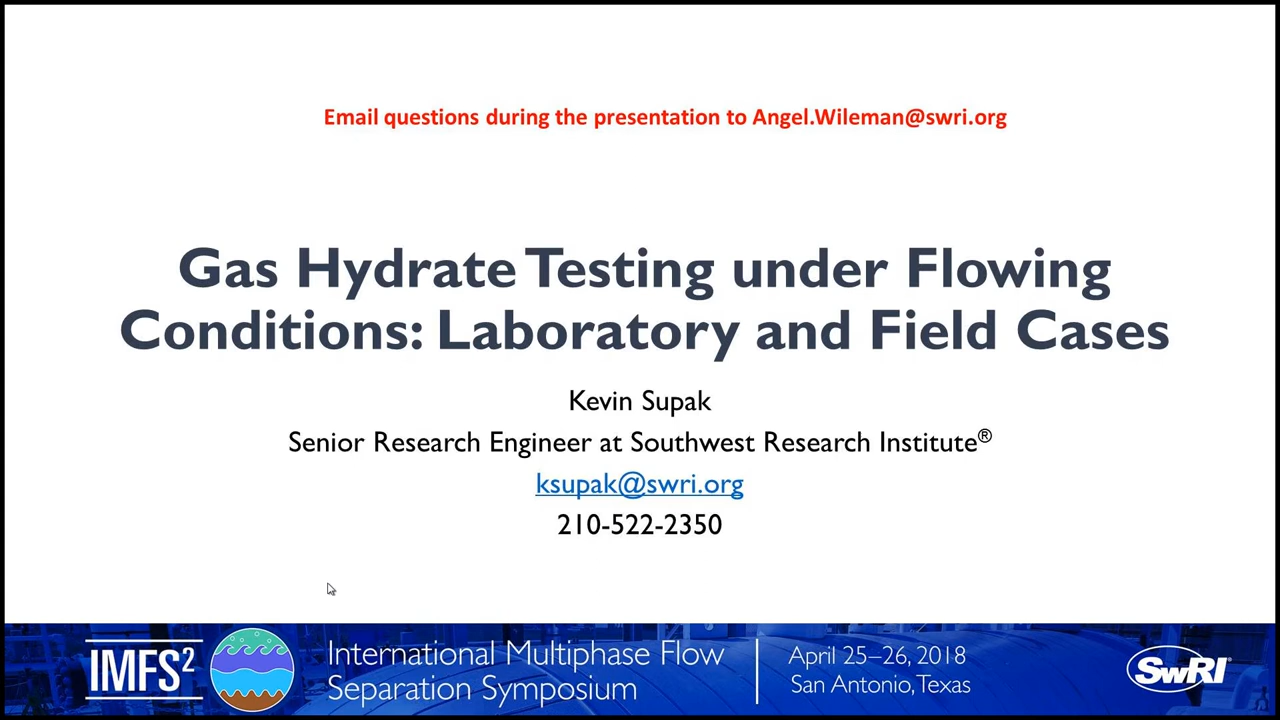 Email questions during the presentation to Angel.Wileman@swri.org
Gas Hydrate Testing under Flowing
Conditions: Laboratory and Field Cases
Kevin Supak
Senior Research Engineer at Southwest Research Institute®
ksupak@swri.org
210-522-2350
IMFS²
International Multiphase Flow
Separation Symposium
April 25–26, 2018
San Antonio, Texas
SwRI®